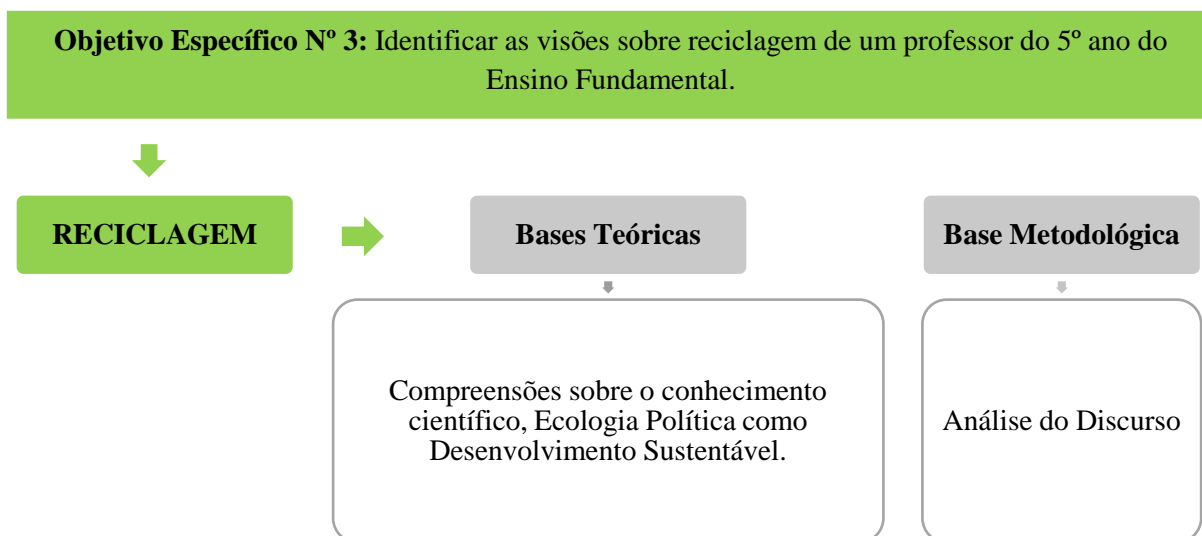 Objetivo Específico Nº 3: Identificar as visões sobre reciclagem de um professor do 5º ano do
Ensino Fundamental.
RECICLAGEM
Bases Teóricas
Base Metodológica
Compreensões sobre o conhecimento
científico, Ecologia Política como
Desenvolvimento Sustentável.
Análise do Discurso